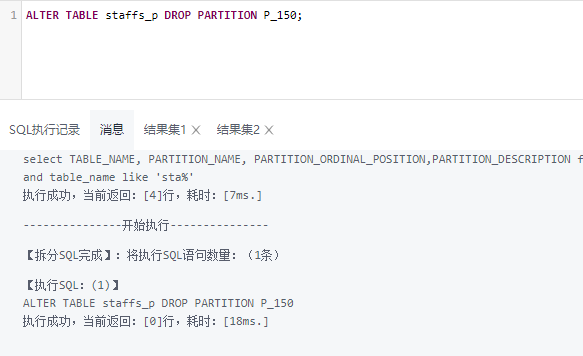 1 ALTER TABLE staffs_p DROP PARTITION P_150;
SQL执行记录 消息 结果集1 × 结果集2 ×
select TABLE_NAME, PARTITION_NAME, PARTITION_ORDINAL_POSITION,PARTITION_DESCRIPTION f
and table_name like 'sta%'
执行成功，当前返回：[4]行，耗时：[7ms.]
---------------开始执行---------------
【拆分SQL完成】：将执行SQL语句数量：（1条）
【执行SQL：(1)】
ALTER TABLE staffs_p DROP PARTITION P_150
执行成功，当前返回：[0]行，耗时：[18ms.]